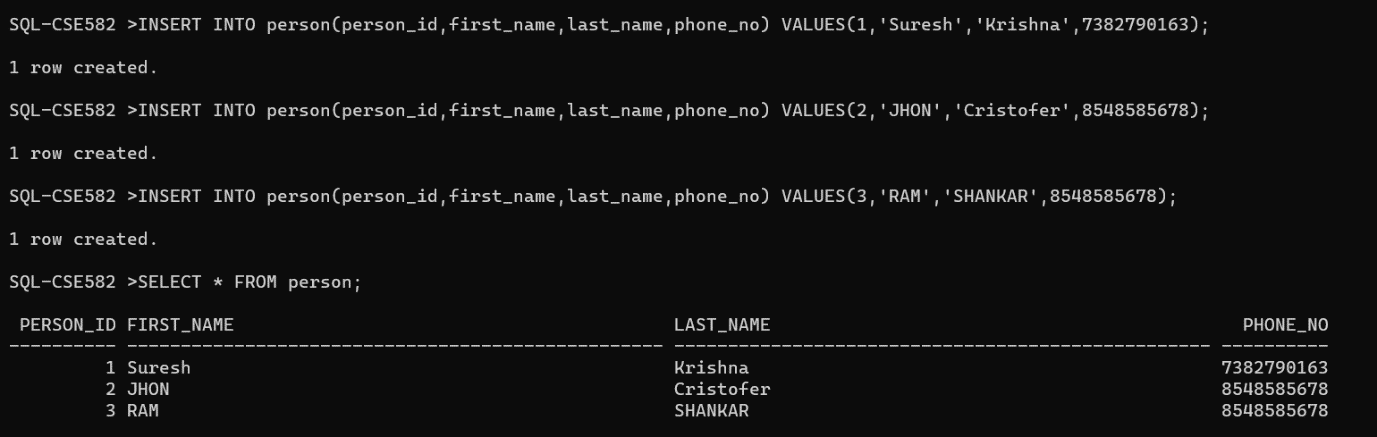 SQL-CSE582 >INSERT INTO person(person_id,first_name,last_name,phone_no) VALUES(1,'Suresh','Krishna',7382790163);
1 row created.
SQL-CSE582 >INSERT INTO person(person_id,first_name,last_name,phone_no) VALUES(2,'JHON','Cristofer',8548585678);
1 row created.
SQL-CSE582 >INSERT INTO person(person_id,first_name,last_name,phone_no) VALUES(3,'RAM','SHANKAR',8548585678);
1 row created.
SQL-CSE582 >SELECT * FROM person;
 PERSON_ID FIRST_NAME                                         LAST_NAME                                            PHONE_NO
---------- -------------------------------------------------- -------------------------------------------------- ----------
         1 Suresh                                             Krishna                                            7382790163
         2 JHON                                               Cristofer                                          8548585678
         3 RAM                                                SHANKAR                                            8548585678